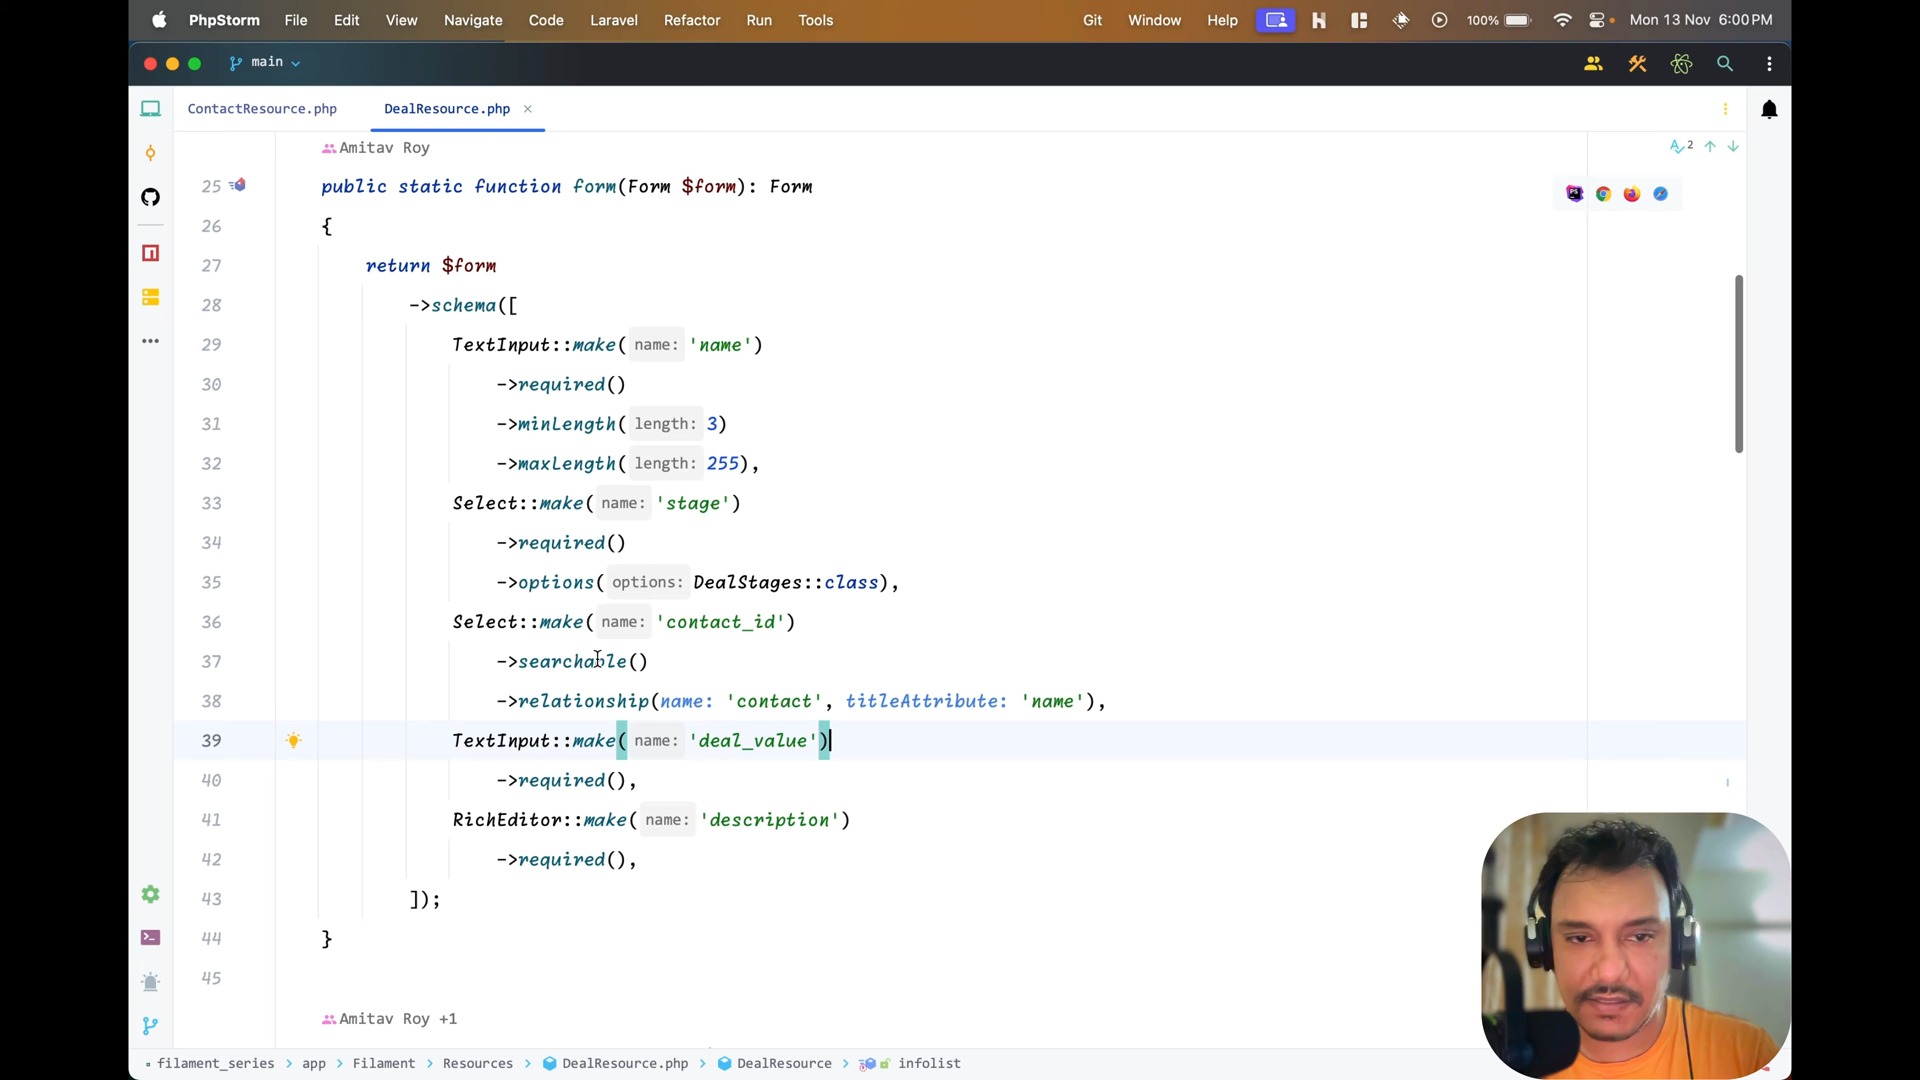 PhpStorm File Edit View Navigate Code Laravel Refactor Run Tools Git Window Help 100% Mon 13 Nov 6:00 PM
main
ContactResource.php DealResource.php
Amitav Roy
2
25 public static function form(Form $form): Form
26 {
27 return $form
28 ->schema([
29 TextInput::make( name: 'name')
30 ->required()
31 ->minLength( length: 3)
32 ->maxLength( length: 255),
33 Select::make( name: 'stage')
34 ->required()
35 ->options( options: DealStages::class),
36 Select::make( name: 'contact_id')
37 ->searchable()
38 ->relationship(name: 'contact', titleAttribute: 'name'),
39 TextInput::make( name: 'deal_value')
40 ->required(),
41 RichEditor::make( name: 'description')
42 ->required(),
43 ]);
44 }
45
Amitav Roy +1
filament_series > app > Filament > Resources > DealResource.php > DealResource > infolist